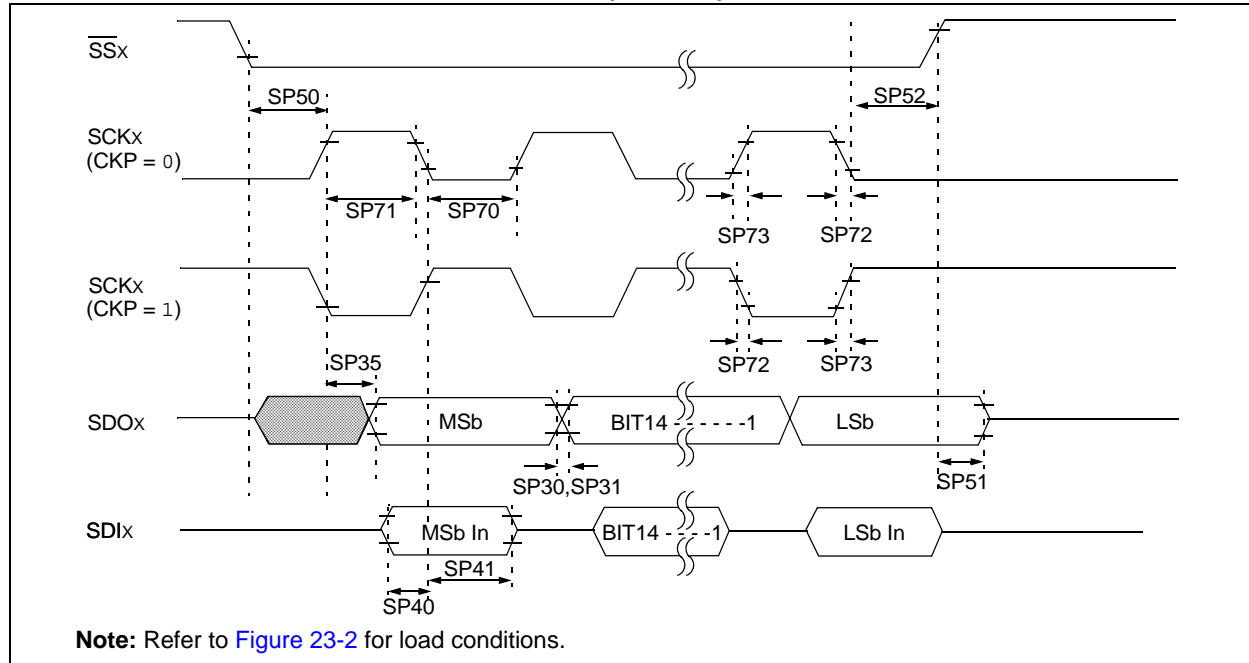 SSX
SP50
SP52
SCKX
(CKP = 0)
SP71
SP70
SP73
SP72
SCKX
(CKP = 1)
SP35
SP72
SP73
SDOX
MSb
BIT14 - - - - - -1
LSb
SP30,SP31
SP51
SDIX
MSb In
BIT14 - - - -1
LSb In
SP41
SP40
Note: Refer to Figure 23-2 for load conditions.